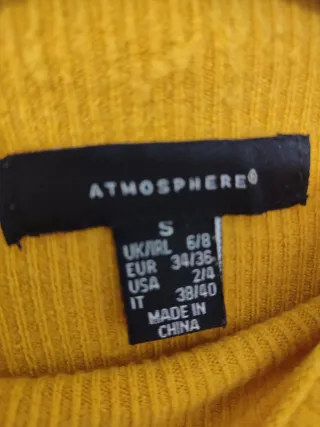 ATMOSPHERE®
S
UK/IRL 6/8
EUR 34/36
USA 2/4
IT 38/40
MADE IN
CHINA